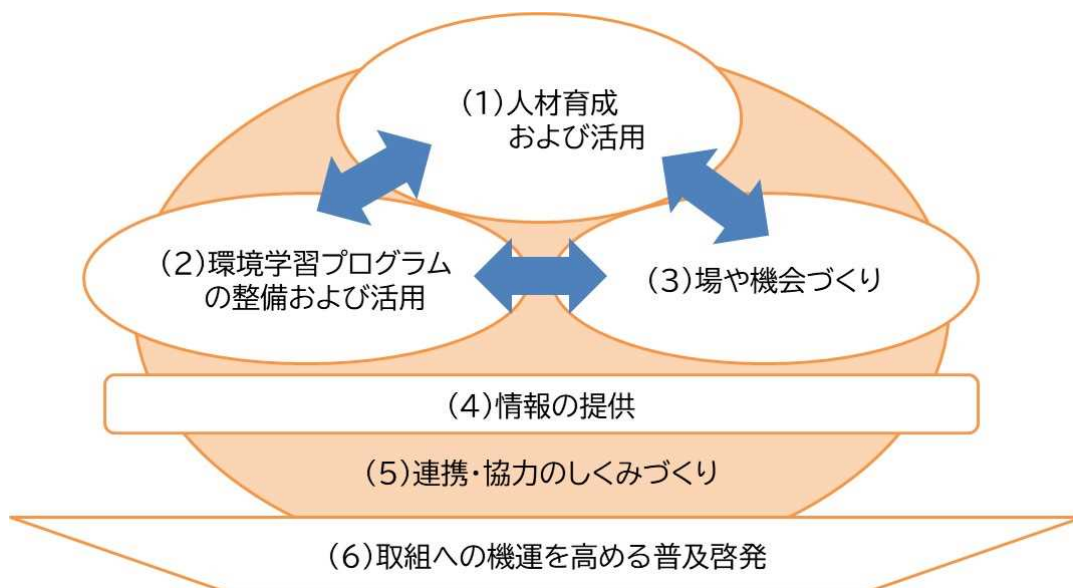 (1)人材育成
および活用
(2)環境学習プログラム
の整備および活用
(3)場や機会づくり
(4)情報の提供
(5)連携・協力のしくみづくり
(6)取組への機運を高める普及啓発